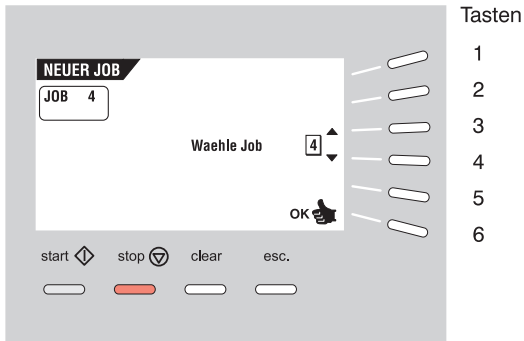 Tasten
1
NEUER JOB
JOB 4
2
3
Waehle Job 4
4
5
OK
6
start stop clear esc.